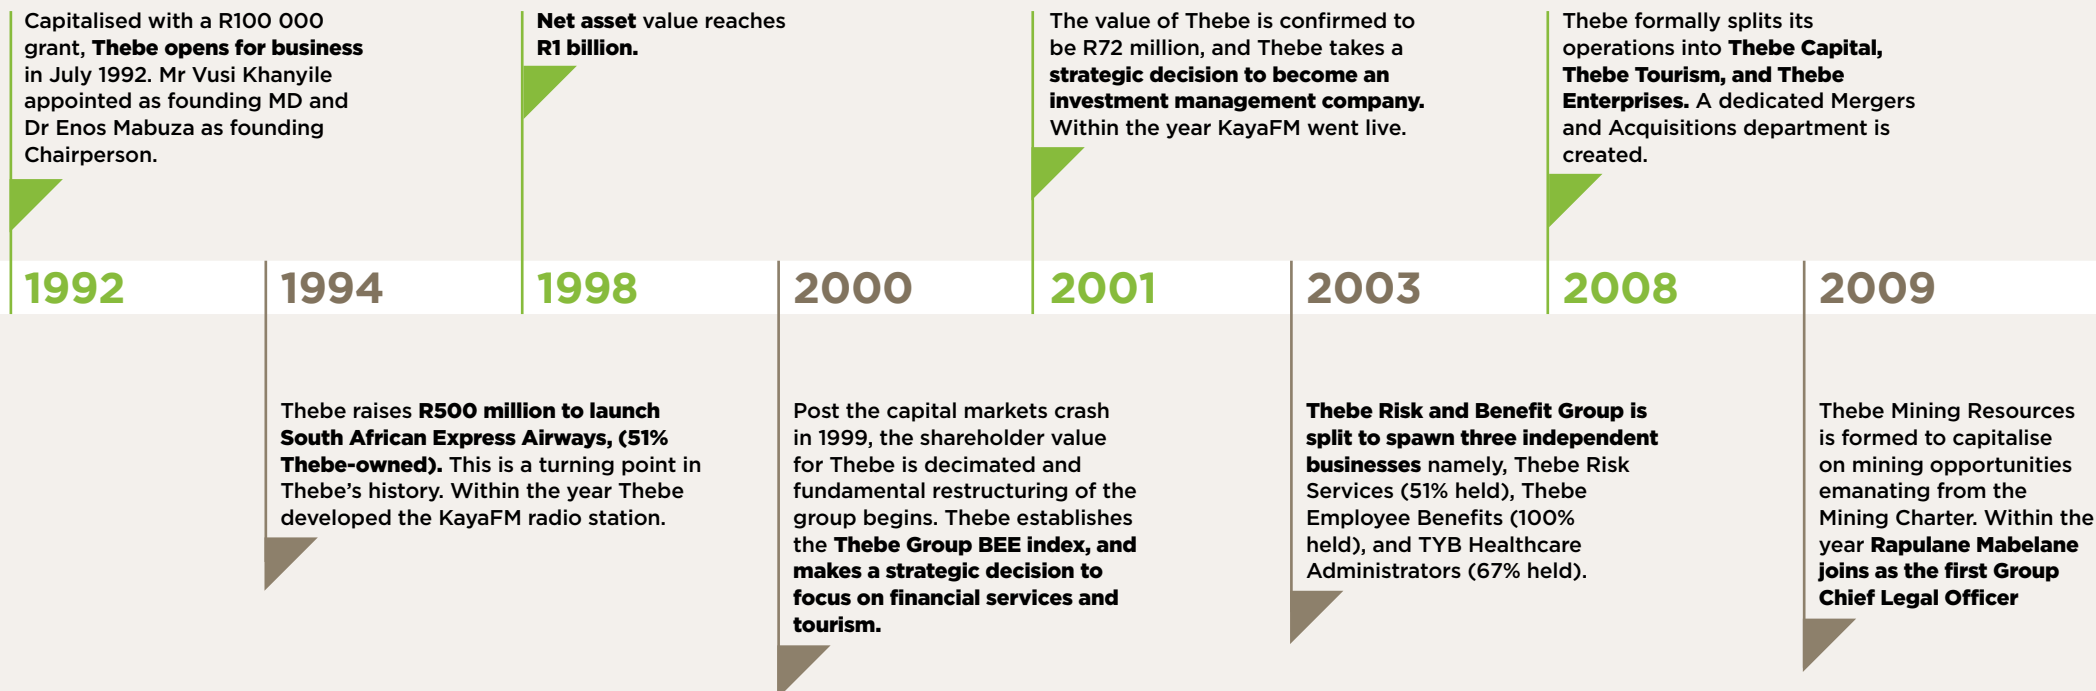 Capitalised with a R100 000
grant, Thebe opens for business
in July 1992. Mr Vusi Khanyile
appointed as founding MD and
Dr Enos Mabuza as founding
Chairperson.
1992
1994
Thebe raises R500 million to launch
South African Express Airways, (51%
Thebe-owned). This is a turning point in
Thebe's history. Within the year Thebe
developed the KayaFM radio station.
Net asset value reaches
R1 billion.
1998
2000
Post the capital markets crash
in 1999, the shareholder value
for Thebe is decimated and
fundamental restructuring of the
group begins. Thebe establishes
the Thebe Group BEE index, and
makes a strategic decision to
focus on financial services and
tourism.
The value of Thebe is confirmed to
be R72 million, and Thebe takes a
strategic decision to become an
investment management company.
Within the year KayaFM went live.
2001
2003
Thebe Risk and Benefit Group is
split to spawn three independent
businesses namely, Thebe Risk
Services (51% held), Thebe
Employee Benefits (100%
held), and TYB Healthcare
Administrators (67% held).
Thebe formally splits its
operations into Thebe Capital,
Thebe Tourism, and Thebe
Enterprises. A dedicated Mergers
and Acquisitions department is
created.
2008
2009
Thebe Mining Resources
is formed to capitalise
on mining opportunities
emanating from the
Mining Charter. Within the
year Rapulane Mabelane
joins as the first Group
Chief Legal Officer